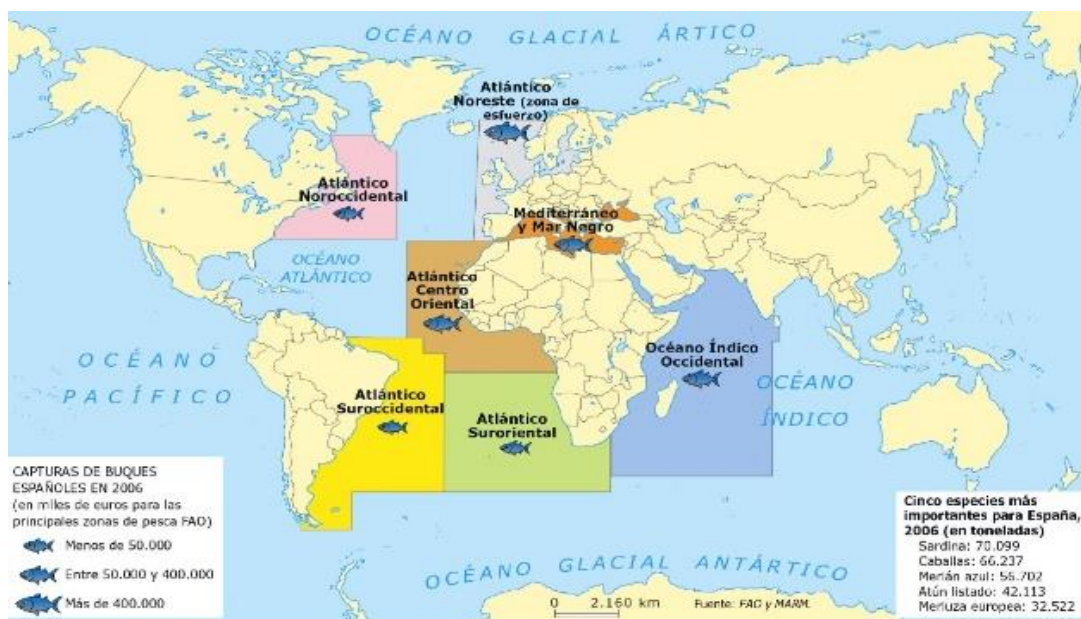 OCÉANO GLACIAL ÁRTICO
Atlántico
Noreste (zona de
esfuerzo)
Atlántico
Noroccidental
Mediterráneo
y Mar Negro
OCÉANO
ATLÁNTICO
Atlántico
Centro
Oriental
OCÉANO
PACÍFICO
Océano Índico
Occidental
OCÉANO
ÍNDICO
Atlántico
Suroccidental
Atlántico
Suroriental
CAPTURAS DE BUQUES
ESPAÑOLES EN 2006
(en miles de euros para las
principales zonas de pesca FAO)
Menos de 50.000
Entre 50.000 y 400.000
Más de 400.000
OCÉANO GLACIAL ANTÁRTICO
0 2.160 km
Fuente: FAO y MARM.
Cinco especies más
importantes para España,
2006 (en toneladas)
Sardina: 70.099
Caballas: 66.237
Merlán azul: 56.702
Atún listado: 42.113
Merluza europea: 32.522